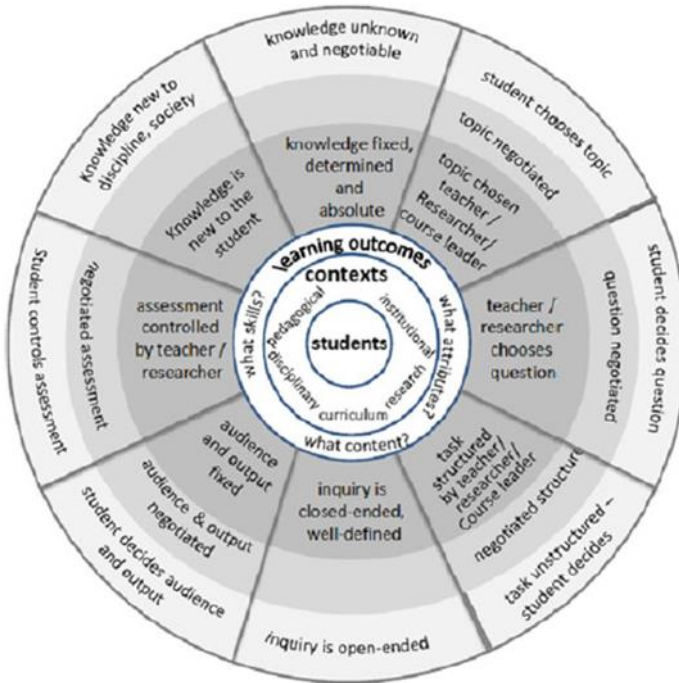 knowledge unknown
and negotiable
knowledge fixed,
determined
and
absolute
student chooses topic
topic negotiated
topic chosen
teacher /
Researcher/
course leader
student decides question
question negotiated
teacher /
researcher
chooses
question
task unstructured –
student decides
negotiated structure
task
structured
by teacher/
researcher/
Course leader
inquiry is open-ended
inquiry is
closed-ended,
well-defined
student decides audience
and output
audience & output
negotiated
audience
and output
fixed
Student controls assessment
negotiated assessment
assessment
controlled
by teacher /
researcher
Knowledge new to
discipline, society
Knowledge is
new to the
student
learning outcomes
what skills?
what attributes?
what content?
contexts
pedagogical
institutional
disciplinary
research
curriculum
students